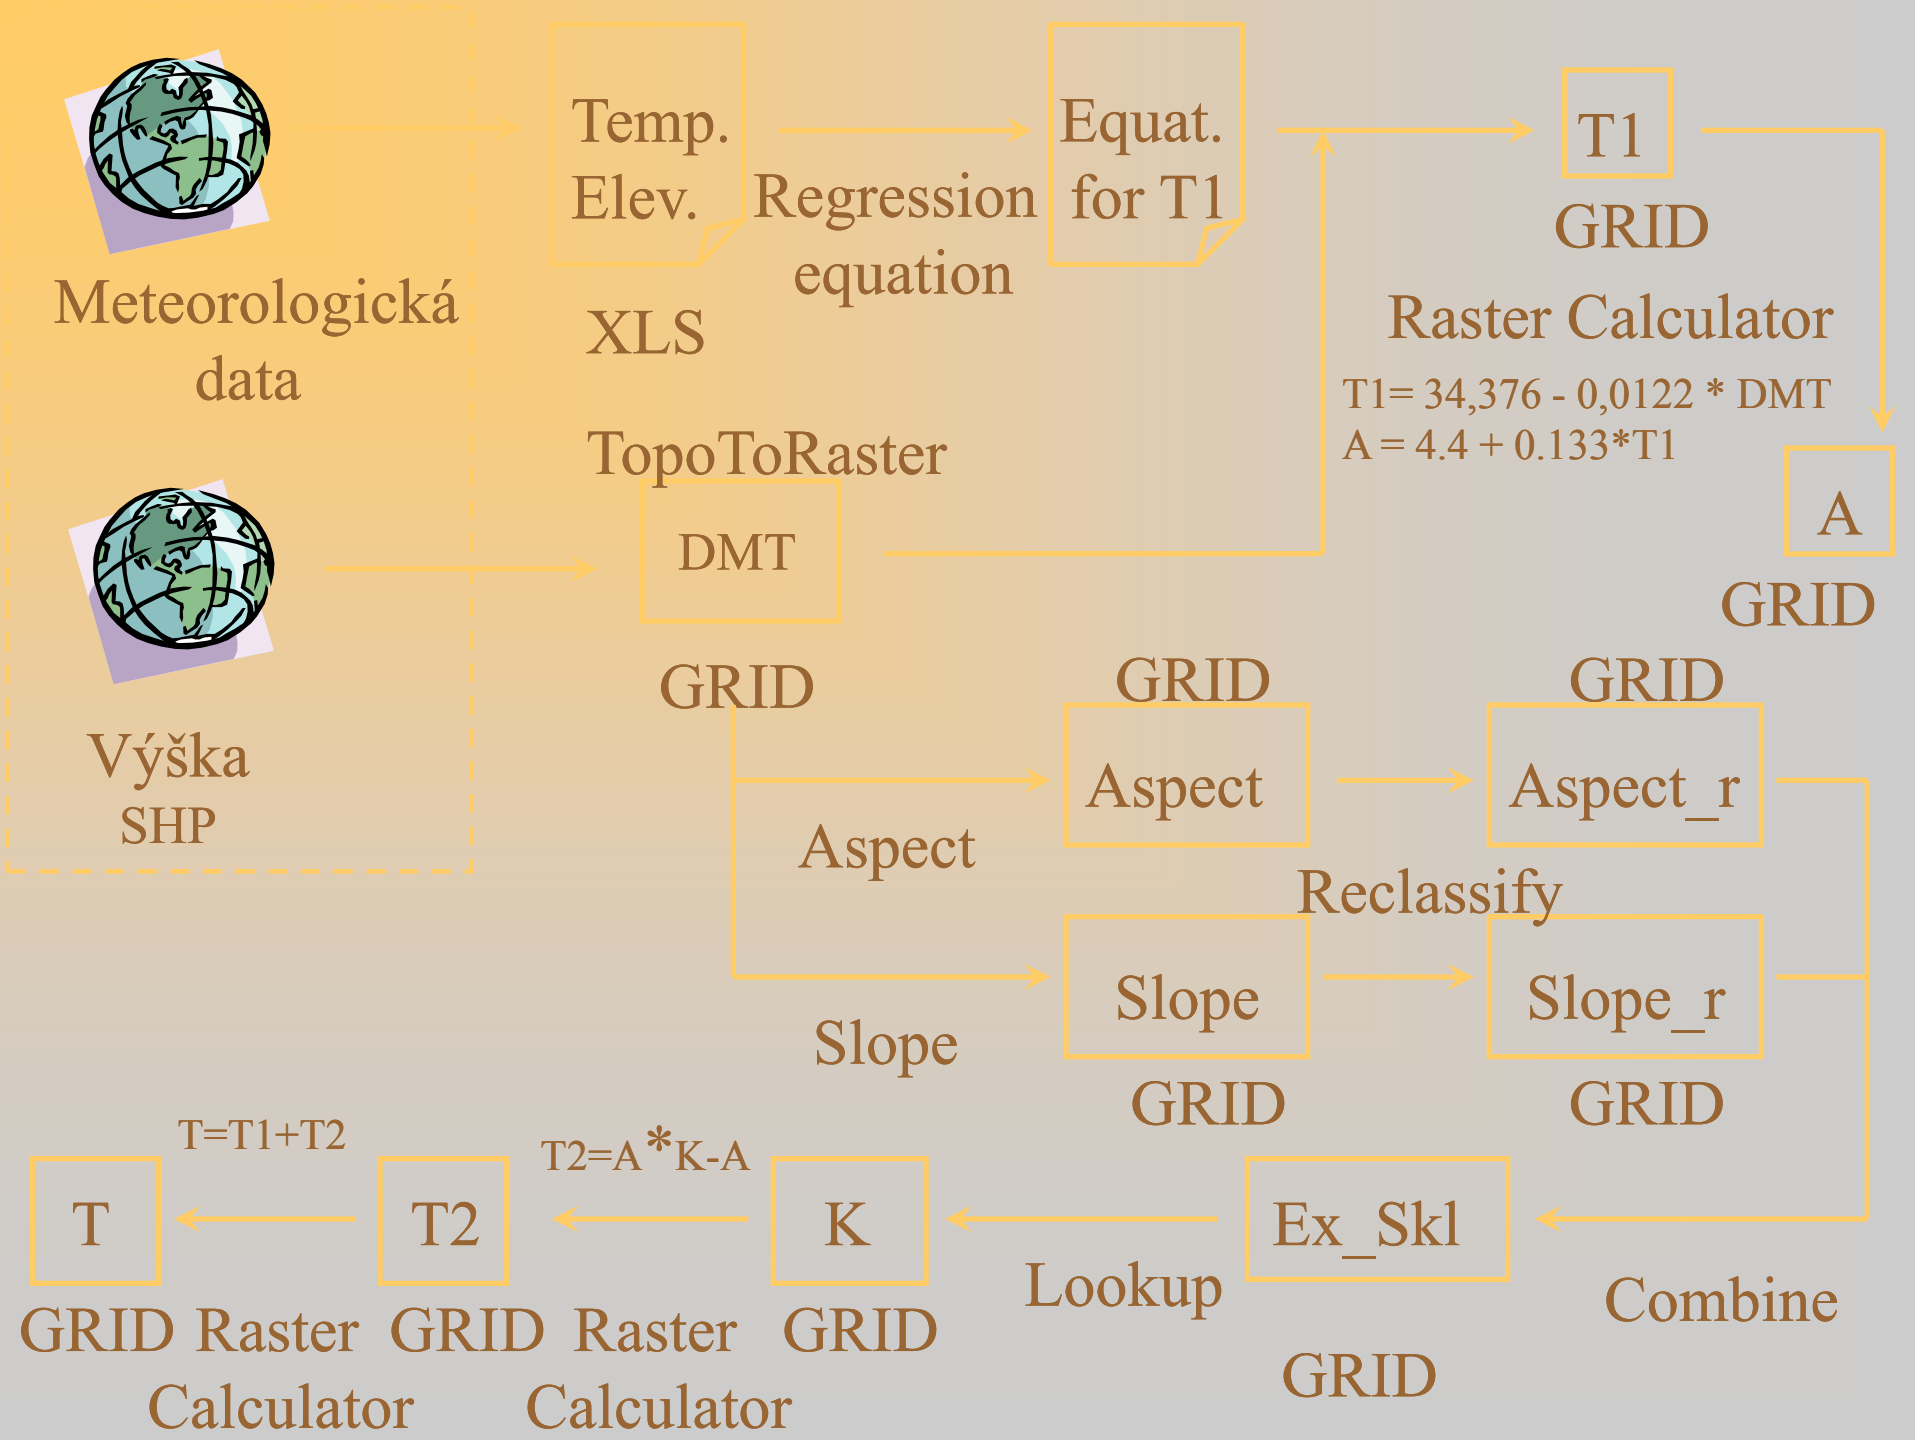 Temp.
Elev.
XLS
Regression
equation
Equat.
for T1
T1
GRID
Raster Calculator
T1= 34,376 - 0,0122 * DMT
A = 4.4 + 0.133*T1
A
GRID
Meteorologická
data
TopoToRaster
DMT
GRID
Výška
SHP
GRID
Aspect
Aspect
GRID
Aspect_r
Reclassify
Slope
Slope
GRID
Slope_r
GRID
T=T1+T2
T2=A*K-A
T
GRID
Raster
Calculator
T2
GRID
Raster
Calculator
K
GRID
Lookup
Ex_Skl
GRID
Combine